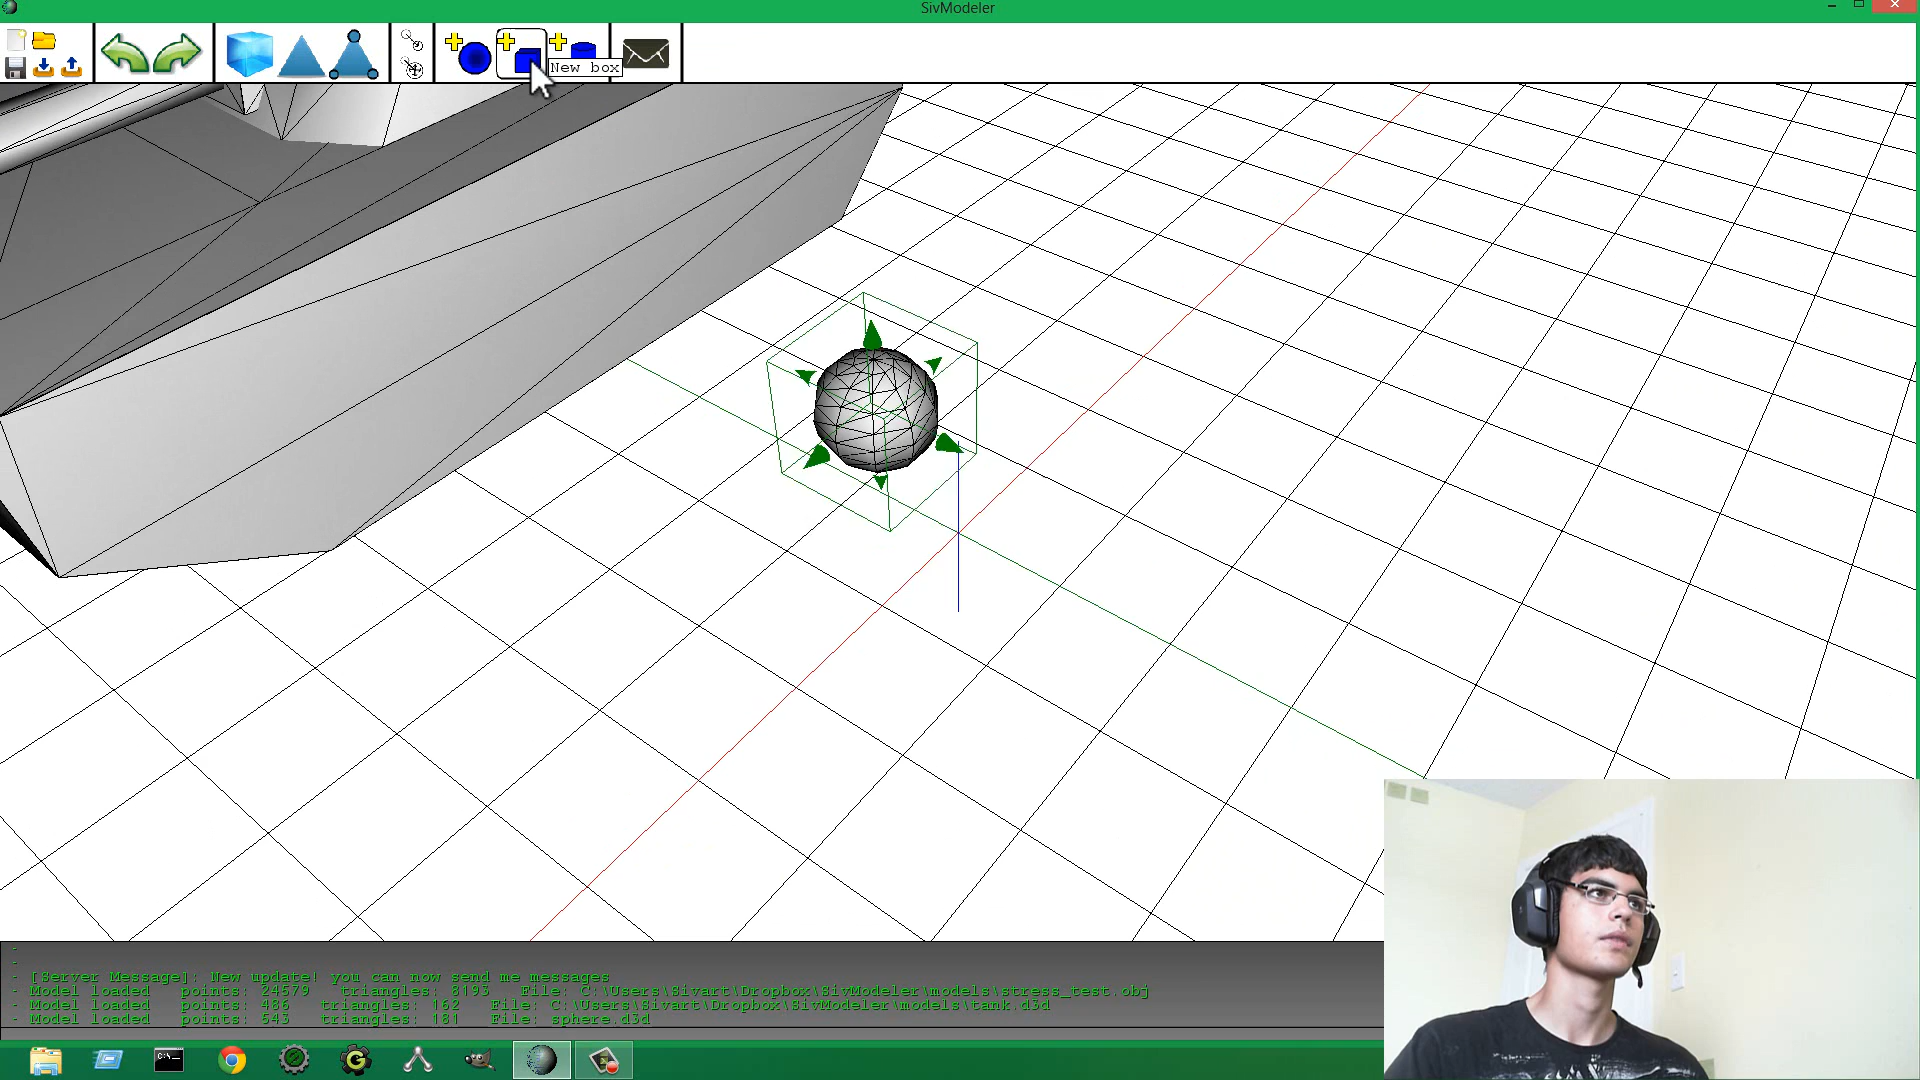 SivModeler
New box
- 
- 
- [Server Message]: New update! you can now send me messages
- Model loaded points: 24579 triangles: 8193 File: C:\Users\Sivart\Dropbox\SivModeler\models\stress_test.obj
- Model loaded points: 486 triangles: 162 File: C:\Users\Sivart\Dropbox\SivModeler\models\tank.d3d
- Model loaded points: 543 triangles: 181 File: sphere.d3d
C:\